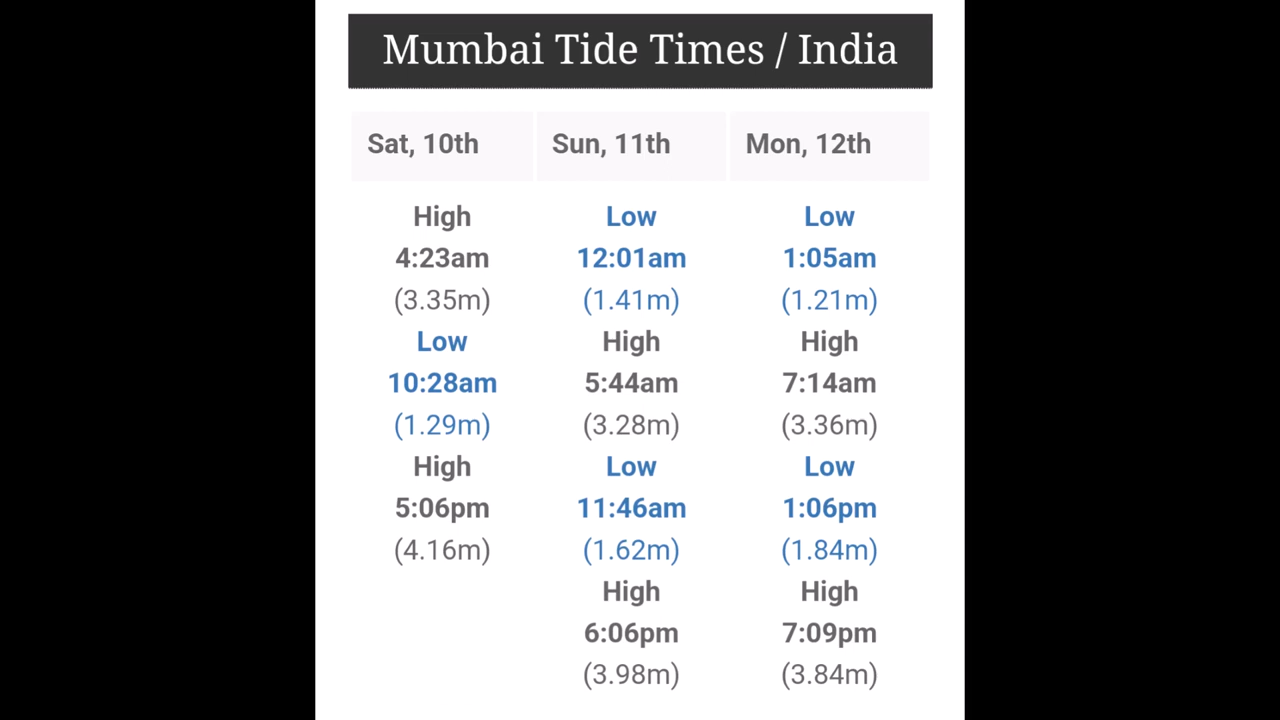 Mumbai Tide Times / India
Sat, 10th Sun, 11th Mon, 12th
High Low Low
4:23am 12:01am 1:05am
(3.35m) (1.41m) (1.21m)
Low High High
10:28am 5:44am 7:14am
(1.29m) (3.28m) (3.36m)
High Low Low
5:06pm 11:46am 1:06pm
(4.16m) (1.62m) (1.84m)
High High
6:06pm 7:09pm
(3.98m) (3.84m)